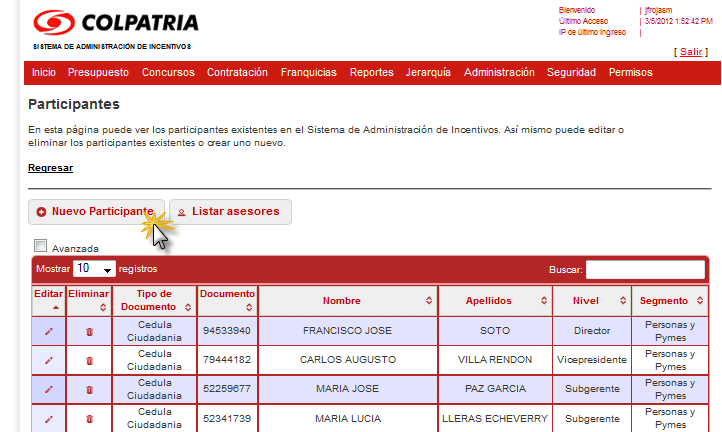 COLPATRIA
SISTEMA DE ADMINISTRACIÓN DE INCENTIVOS
Bienvenido | jfrojasm
Último Acceso | 3/5/2012 1:52:42 PM
IP de último Ingreso |
[ Salir ]
Inicio Presupuesto Concursos Contratación Franquicias Reportes Jerarquía Administración Seguridad Permisos
Participantes
En esta página puede ver los participantes existentes en el Sistema de Administración de Incentivos. Así mismo puede editar o
eliminar los participantes existentes o crear uno nuevo.
Regresar
Nuevo Participante Listar asesores
Avanzada
Mostrar 10 registros Buscar:
Editar Eliminar Tipo de Documento Documento Nombre Apellidos Nivel Segmento
Cedula Ciudadania 94533940 FRANCISCO JOSE SOTO Director Personas y Pymes
Cedula Ciudadania 79444182 CARLOS AUGUSTO VILLA RENDON Vicepresidente Personas y Pymes
Cedula Ciudadania 52259677 MARIA JOSE PAZ GARCIA Subgerente Personas y Pymes
Cedula Ciudadania 52341739 MARIA LUCIA LLERAS ECHEVERRY Subgerente Personas y Pymes